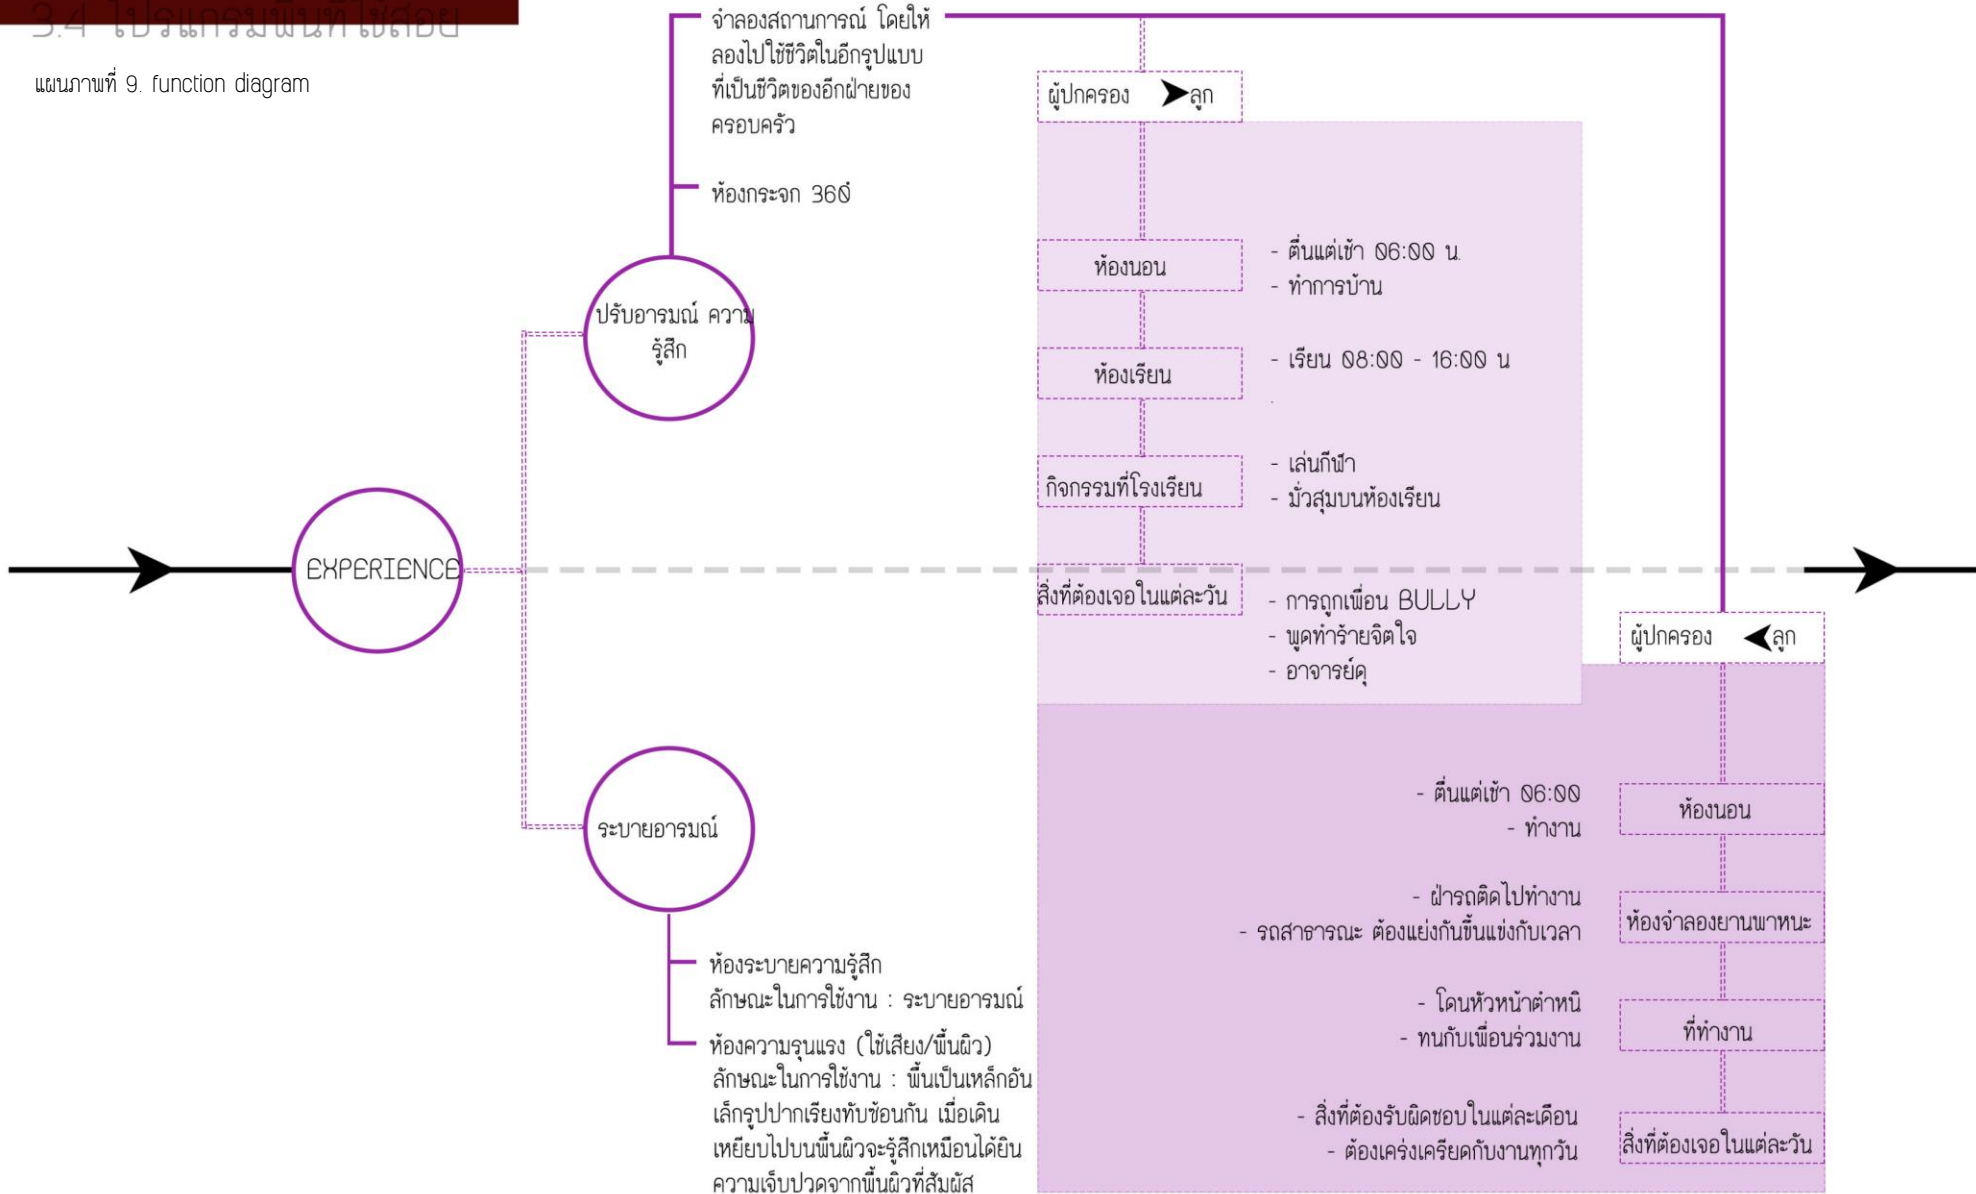 3.4 โปรแกรมพื้นที่ใช้สอย
แผนภาพที่ 9. function diagram
จำลองสถานการณ์ โดยให้
ลองไปใช้ชีวิตในอีกรูปแบบ
ที่เป็นชีวิตของอีกฝ่ายของ
ครอบครัว
ห้องกระจก 360ํ
ปรับอารมณ์ ความ
รู้สึก
EXPERIENCE
ระบายอารมณ์
ห้องระบายความรู้สึก
ลักษณะในการใช้งาน : ระบายอารมณ์
ห้องความรุนแรง (ใช้เสียง/พื้นผิว)
ลักษณะในการใช้งาน : พื้นเป็นเหล็กอัน
เล็กรูปปากเรียงทับซ้อนกัน เมื่อเดิน
เหยียบไปบนพื้นผิวจะรู้สึกเหมือนได้ยิน
ความเจ็บปวดจากพื้นผิวที่สัมผัส
ผู้ปกครอง ➤ลูก
ห้องนอน
- ตื่นแต่เช้า 06:00 น.
- ทำการบ้าน
ห้องเรียน
- เรียน 08:00 - 16:00 น
.
กิจกรรมที่โรงเรียน
- เล่นกีฬา
- มั่วสุมบนห้องเรียน
สิ่งที่ต้องเจอในแต่ละวัน
- การถูกเพื่อน BULLY
- พูดทำร้ายจิตใจ
- อาจารย์ดุ
ผู้ปกครอง ⮜ลูก
- ตื่นแต่เช้า 06:00
- ทำงาน
ห้องนอน
- ฝ่ารถติดไปทำงาน
- รถสาธารณะ ต้องแย่งกันขึ้นแข่งกับเวลา
ห้องจำลองยานพาหนะ
- โดนหัวหน้าตำหนิ
- ทนกับเพื่อนร่วมงาน
ที่ทำงาน
- สิ่งที่ต้องรับผิดชอบในแต่ละเดือน
- ต้องเคร่งเครียดกับงานทุกวัน
สิ่งที่ต้องเจอในแต่ละวัน